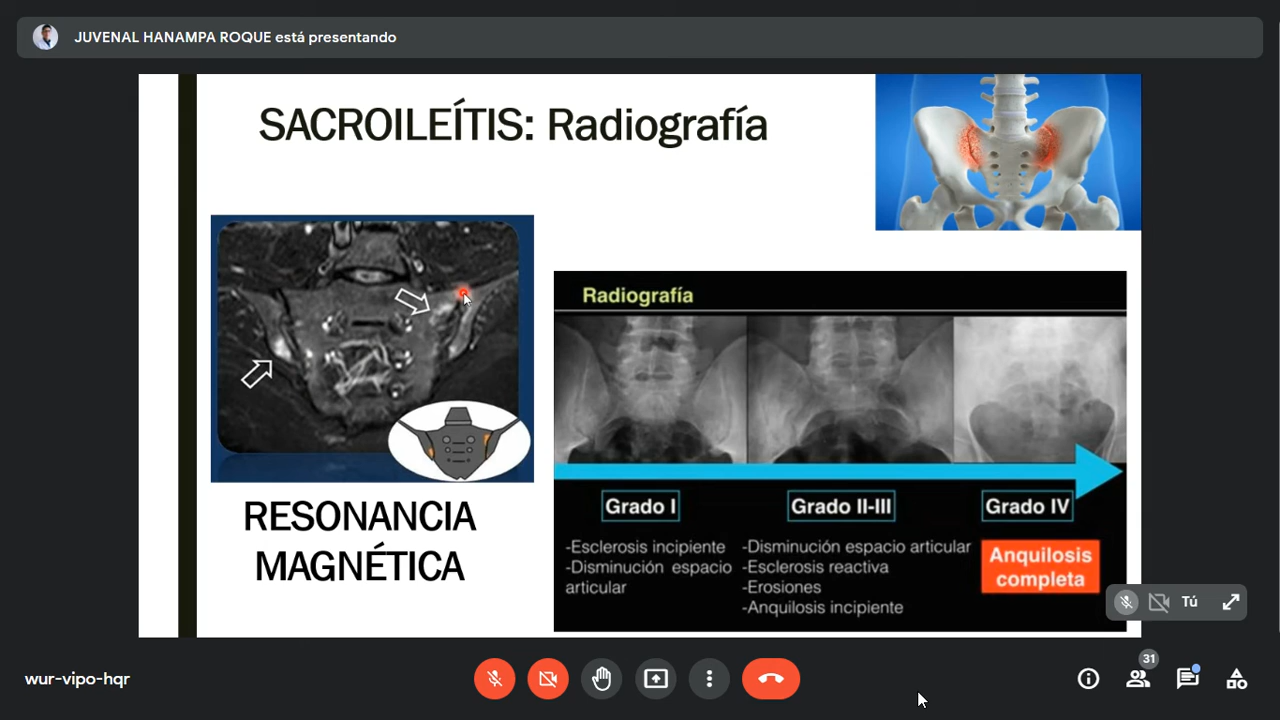 JUVENAL HANAMPA ROQUE está presentando
SACROILEÍTIS: Radiografía
RESONANCIA
MAGNÉTICA
Radiografía
Grado I
Grado II-III
Grado IV
-Esclerosis incipiente
-Disminución espacio
articular
-Disminución espacio articular
-Esclerosis reactiva
-Erosiones
-Anquilosis incipiente
Anquilosis
completa
Tú
wur-vipo-hqr
31